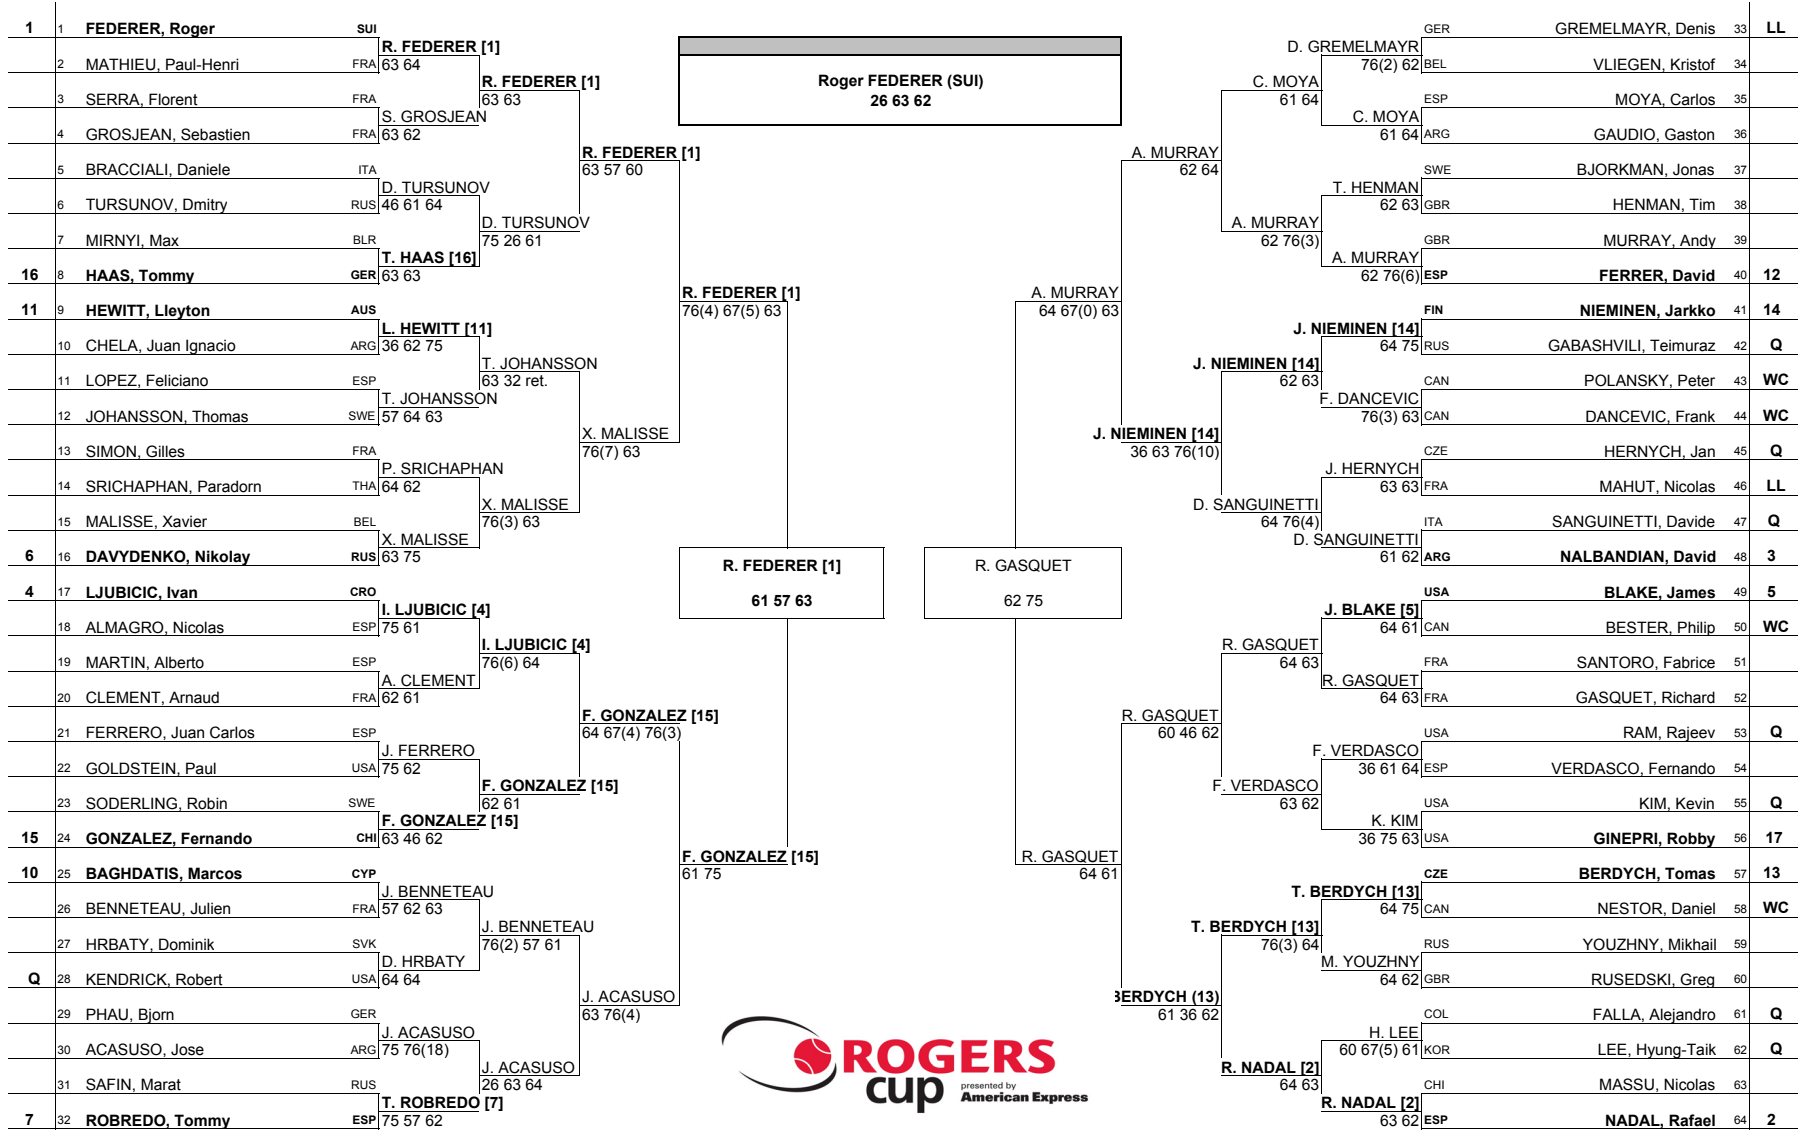 1 1 FEDERER, Roger SUI
2 MATHIEU, Paul-Henri FRA
3 SERRA, Florent FRA
4 GROSJEAN, Sebastien FRA
5 BRACCIALI, Daniele ITA
6 TURSUNOV, Dmitry RUS
7 MIRNYI, Max BLR
16 8 HAAS, Tommy GER
11 9 HEWITT, Lleyton AUS
10 CHELA, Juan Ignacio ARG
11 LOPEZ, Feliciano ESP
12 JOHANSSON, Thomas SWE
13 SIMON, Gilles FRA
14 SRICHAPHAN, Paradorn THA
15 MALISSE, Xavier BEL
6 16 DAVYDENKO, Nikolay RUS
4 17 LJUBICIC, Ivan CRO
18 ALMAGRO, Nicolas ESP
19 MARTIN, Alberto ESP
20 CLEMENT, Arnaud FRA
21 FERRERO, Juan Carlos ESP
22 GOLDSTEIN, Paul USA
23 SODERLING, Robin SWE
15 24 GONZALEZ, Fernando CHI
10 25 BAGHDATIS, Marcos CYP
26 BENNETEAU, Julien FRA
27 HRBATY, Dominik SVK
Q 28 KENDRICK, Robert USA
29 PHAU, Bjorn GER
30 ACASUSO, Jose ARG
31 SAFIN, Marat RUS
7 32 ROBREDO, Tommy ESP
R. FEDERER [1]
63 64
S. GROSJEAN
63 62
D. TURSUNOV
46 61 64
T. HAAS [16]
63 63
L. HEWITT [11]
36 62 75
T. JOHANSSON
57 64 63
P. SRICHAPHAN
64 62
X. MALISSE
63 75
I. LJUBICIC [4]
75 61
A. CLEMENT
62 61
J. FERRERO
75 62
F. GONZALEZ [15]
63 46 62
J. BENNETEAU
57 62 63
D. HRBATY
64 64
J. ACASUSO
75 76(18)
T. ROBREDO [7]
75 57 62
R. FEDERER [1]
63 63
D. TURSUNOV
75 26 61
T. JOHANSSON
63 32 ret.
X. MALISSE
76(3) 63
I. LJUBICIC [4]
76(6) 64
F. GONZALEZ [15]
62 61
J. BENNETEAU
76(2) 57 61
J. ACASUSO
26 63 64
R. FEDERER [1]
63 57 60
X. MALISSE
76(7) 63
F. GONZALEZ [15]
64 67(4) 76(3)
J. ACASUSO
63 76(4)
R. FEDERER [1]
76(4) 67(5) 63
F. GONZALEZ [15]
61 75
R. FEDERER [1]
61 57 63
Roger FEDERER (SUI)
26 63 62
R. GASQUET
62 75
A. MURRAY
64 67(0) 63
R. GASQUET
64 61
A. MURRAY
62 64
J. NIEMINEN [14]
36 63 76(10)
R. GASQUET
60 46 62
BERDYCH (13)
61 36 62
C. MOYA
61 64
A. MURRAY
62 76(3)
J. NIEMINEN [14]
62 63
D. SANGUINETTI
64 76(4)
R. GASQUET
64 63
F. VERDASCO
63 62
T. BERDYCH [13]
76(3) 64
R. NADAL [2]
64 63
D. GREMELMAYR
76(2) 62
C. MOYA
61 64
T. HENMAN
62 63
A. MURRAY
62 76(6)
J. NIEMINEN [14]
64 75
F. DANCEVIC
76(3) 63
J. HERNYCH
63 63
D. SANGUINETTI
61 62
J. BLAKE [5]
64 61
R. GASQUET
64 63
F. VERDASCO
36 61 64
K. KIM
36 75 63
T. BERDYCH [13]
64 75
M. YOUZHNY
64 62
H. LEE
60 67(5) 61
R. NADAL [2]
63 62
GER GREMELMAYR, Denis 33 LL
BEL VLIEGEN, Kristof 34
ESP MOYA, Carlos 35
ARG GAUDIO, Gaston 36
SWE BJORKMAN, Jonas 37
GBR HENMAN, Tim 38
GBR MURRAY, Andy 39
ESP FERRER, David 40 12
FIN NIEMINEN, Jarkko 41 14
RUS GABASHVILI, Teimuraz 42 Q
CAN POLANSKY, Peter 43 WC
CAN DANCEVIC, Frank 44 WC
CZE HERNYCH, Jan 45 Q
FRA MAHUT, Nicolas 46 LL
ITA SANGUINETTI, Davide 47 Q
ARG NALBANDIAN, David 48 3
USA BLAKE, James 49 5
CAN BESTER, Philip 50 WC
FRA SANTORO, Fabrice 51
FRA GASQUET, Richard 52
USA RAM, Rajeev 53 Q
ESP VERDASCO, Fernando 54
USA KIM, Kevin 55 Q
USA GINEPRI, Robby 56 17
CZE BERDYCH, Tomas 57 13
CAN NESTOR, Daniel 58 WC
RUS YOUZHNY, Mikhail 59
GBR RUSEDSKI, Greg 60
COL FALLA, Alejandro 61 Q
KOR LEE, Hyung-Taik 62 Q
CHI MASSU, Nicolas 63
ESP NADAL, Rafael 64 2
ROGERS
cup
presented by
American Express